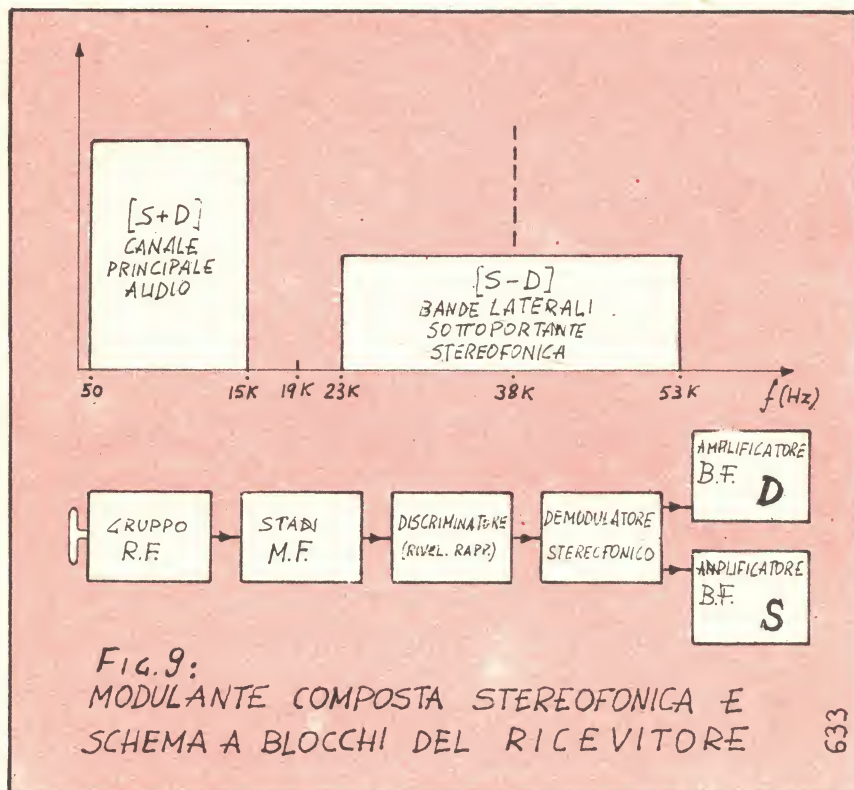 [S+D]
CANALE
PRINCIPALE
AUDIO
[S-D]
BANDE LATERALI
SOTTOPORTANTE
STEREOFONICA
50 15K 19K 23K 38K 53K f(Hz)
GRUPPO
R.F.
STADI
M.F.
DISCRIMINATORE
(RIVEL. RAPP.)
DEMODULATORE
STEREOFONICO
AMPLIFICATORE
B.F. D
AMPLIFICATORE
B.F. S
FIG. 9:
MODULANTE COMPOSTA STEREOFONICA E
SCHEMA A BLOCCHI DEL RICEVITORE
633